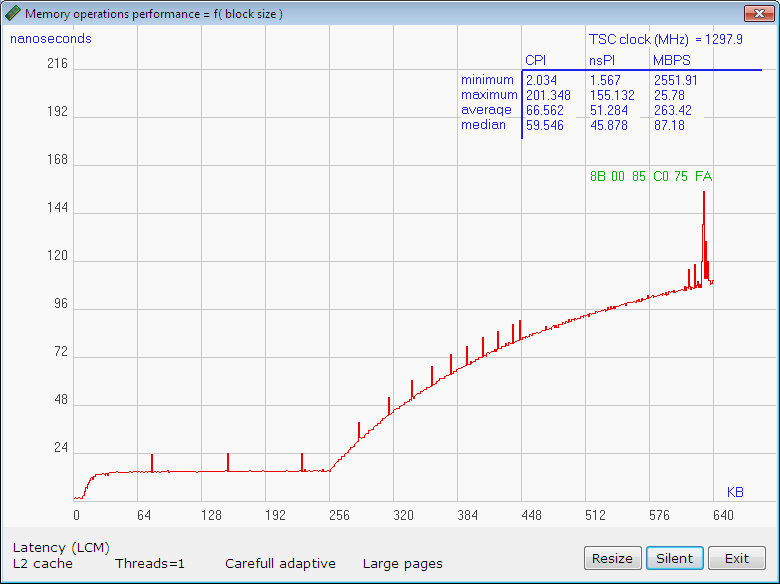 Memory operations performance = f( block size )
nanoseconds
TSC clock (MHz) = 1297.9
CPI nsPI MBPS
minimum 2.034 1.567 2551.91
maximum 201.348 155.132 25.78
average 66.562 51.284 263.42
median 59.546 45.878 87.18
8B 00 85 C0 75 FA
216
192
168
144
120
96
72
48
24
KB
0 64 128 192 256 320 384 448 512 576 640
Latency (LCM)
L2 cache Threads=1 Carefull adaptive Large pages
Resize Silent Exit